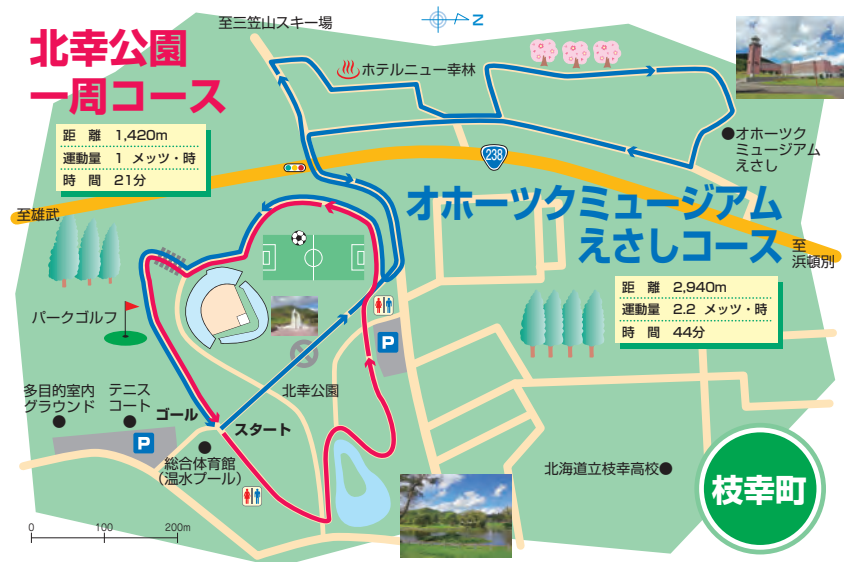 至三笠山スキー場
Z
北幸公園
一周コース
距　離　1,420m
運動量　1　メッツ・時
時　間　21分
ホテルニュー幸林
オホーツク
ミュージアム
えさし
238
至雄武
オホーツクミュージアム
えさしコース
至
浜頓別
距　離　2,940m
運動量　2.2　メッツ・時
時　間　44分
パークゴルフ
P
北幸公園
多目的室内
グラウンド
テニス
コート
ゴール
スタート
P
総合体育館
（温水プール）
北海道立枝幸高校
枝幸町
0　100　200m